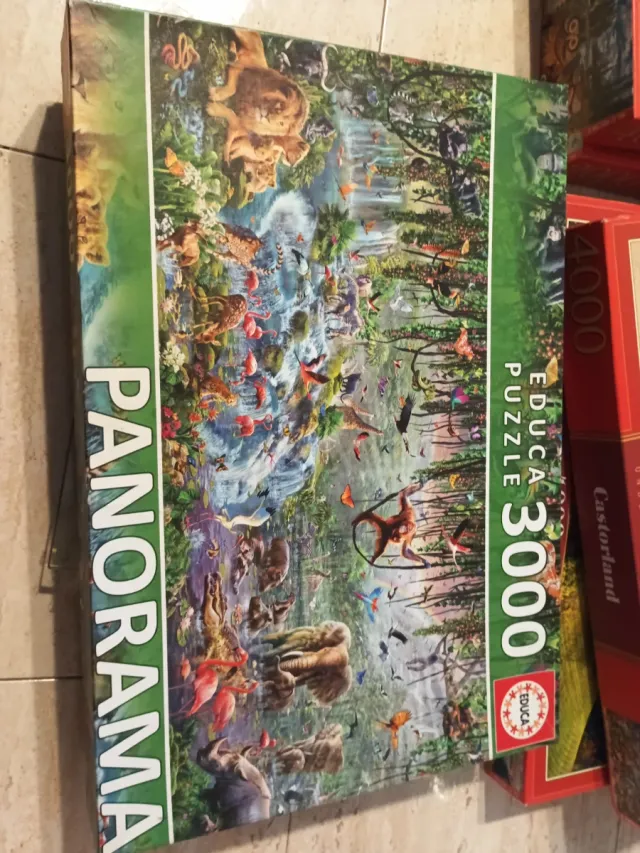 EDUCA
PUZZLE 3000
EDUCA
PANORAMA
4000
Castorland